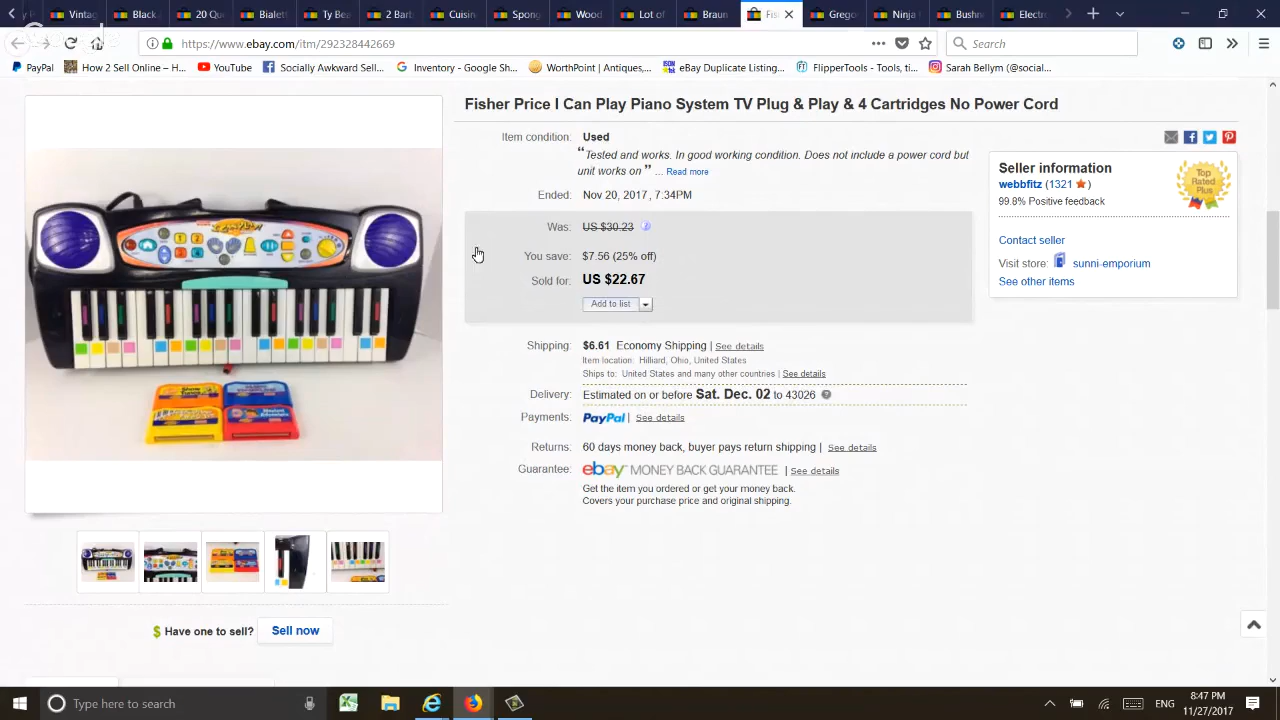 Vintag
Black
20 Qu
Bialett
Ty Be
2 Bart
Cuisin
Spong
Wood
Lot of
Braun
Fis
Grego
Ninja
Bushn
Electr
https://www.ebay.com/itm/292328442669
Search
PayPal
How 2 Sell Online – H...
YouTube
Socially Awkward Sell...
Inventory - Google Sh...
WorthPoint | Antiques,...
eBay Duplicate Listing...
FlipperTools - Tools, ti...
Sarah Bellym (@social...
Fisher Price I Can Play Piano System TV Plug & Play & 4 Cartridges No Power Cord
Item condition: Used
“Tested and works. In good working condition. Does not include a power cord but
unit works on ” ... Read more
Ended: Nov 20, 2017 , 7:34PM
Was: US $30.23
You save: $7.56 (25% off)
Sold for: US $22.67
Add to list
Shipping: $6.61 Economy Shipping | See details
Item location: Hilliard, Ohio, United States
Ships to: United States and many other countries | See details
Delivery: Estimated on or before Sat. Dec. 02 to 43026
Payments: PayPal | See details
Returns: 60 days money back, buyer pays return shipping | See details
Guarantee: ebay MONEY BACK GUARANTEE | See details
Get the item you ordered or get your money back.
Covers your purchase price and original shipping.
Seller information
webbfitz (1321 )
99.8% Positive feedback
Top
Rated
Plus
Contact seller
Visit store: sunni-emporium
See other items
Have one to sell? Sell now
Type here to search
ENG
8:47 PM
11/27/2017